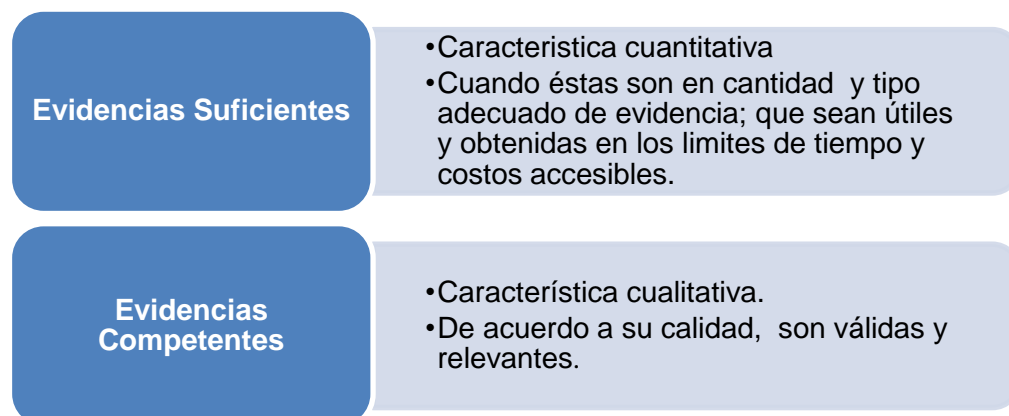 Evidencias Suficientes
•Caracteristica cuantitativa
•Cuando éstas son en cantidad y tipo
adecuado de evidencia; que sean útiles
y obtenidas en los limites de tiempo y
costos accesibles.
Evidencias
Competentes
•Característica cualitativa.
•De acuerdo a su calidad, son válidas y
relevantes.